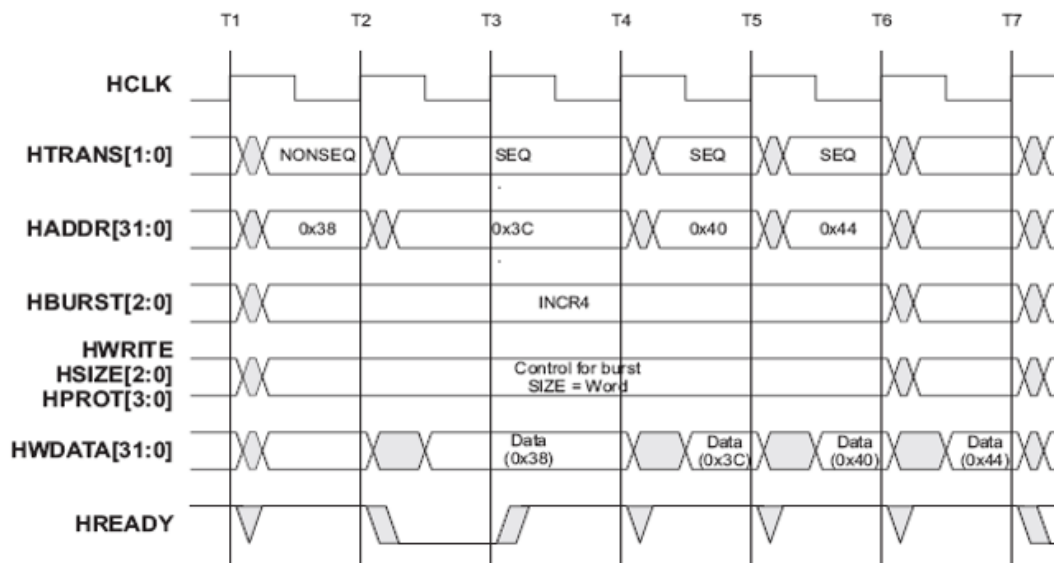 T1 T2 T3 T4 T5 T6 T7
HCLK
HTRANS[1:0] NONSEQ SEQ SEQ SEQ
HADDR[31:0] 0x38 0x3C 0x40 0x44
HBURST[2:0] INCR4
HWRITE
HSIZE[2:0]
HPROT[3:0]
Control for burst
SIZE = Word
HWDATA[31:0]
Data
(0x38)
Data
(0x3C)
Data
(0x40)
Data
(0x44)
HREADY